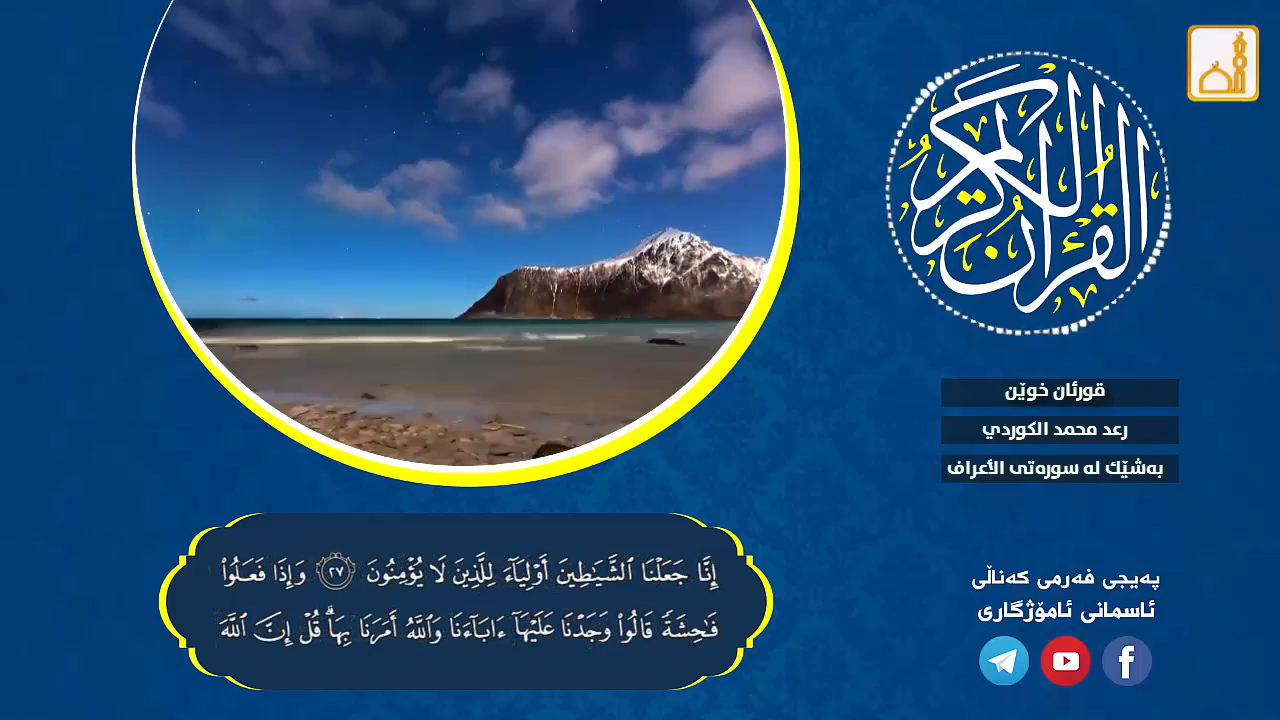 القرآن الكريم
قورئان خوێن
رعد محمد الكوردي
بەشێك لە سورەتی الأعراف
إِنَّا جَعَلْنَا ٱلشَّيَـٰطِينَ أَوْلِيَآءَ لِلَّذِينَ لَا يُؤْمِنُونَ ٢٧ وَإِذَا فَعَلُوا۟
فَـٰحِشَةً قَالُوا۟ وَجَدْنَا عَلَيْهَآ ءَابَآءَنَا وَٱللَّهُ أَمَرَنَا بِهَا ۗ قُلْ إِنَّ ٱللَّهَ
پەیجی فەرمی کەناڵی
ئاسمانی ئامۆژگاری